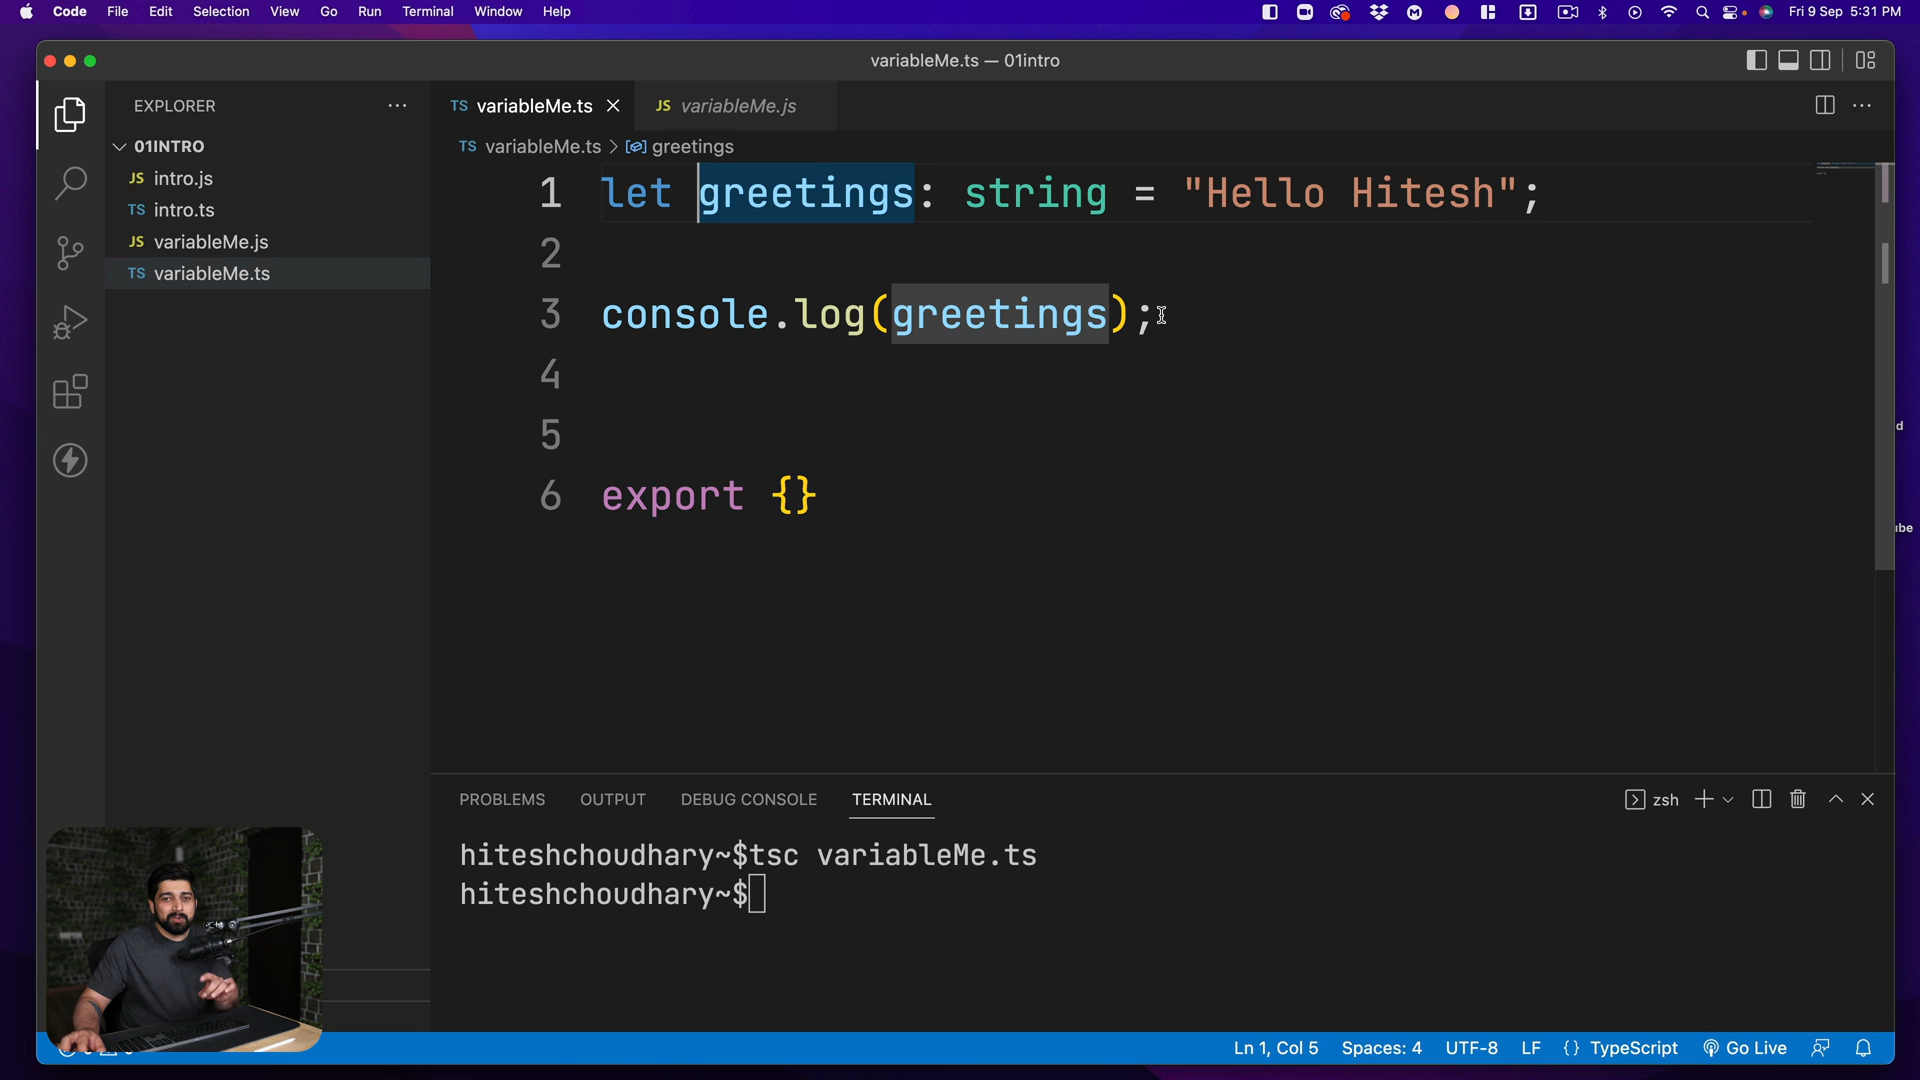 Code File Edit Selection View Go Run Terminal Window Help Fri 9 Sep 5:31 PM
variableMe.ts — 01intro
EXPLORER
TS variableMe.ts
JS variableMe.js
01INTRO
TS variableMe.ts > greetings
JS intro.js
TS intro.ts
JS variableMe.js
TS variableMe.ts
1 let greetings: string = "Hello Hitesh";
2
3 console.log(greetings);
4
5
6 export {}
d
ibe
PROBLEMS OUTPUT DEBUG CONSOLE TERMINAL zsh
hiteshchoudhary~$tsc variableMe.ts
hiteshchoudhary~$
Ln 1, Col 5 Spaces: 4 UTF-8 LF {} TypeScript Go Live